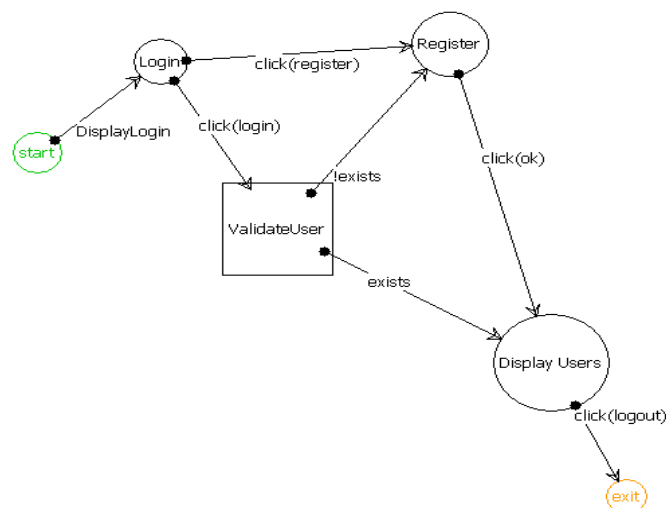 Login
Register
click(register)
DisplayLogin
click(login)
start
click(ok)
!exists
ValidateUser
exists
Display Users
click(logout)
exit